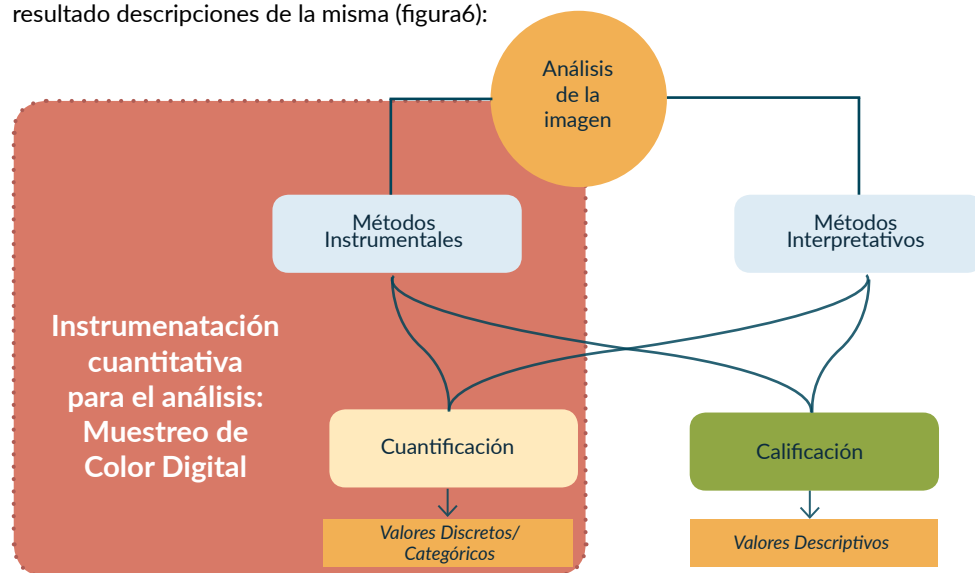 resultado descripciones de la misma (figura6):
Análisis
de la
imagen
Métodos
Instrumentales
Métodos
Interpretativos
Instrumenatación
cuantitativa
para el análisis:
Muestreo de
Color Digital
Cuantificación
Calificación
Valores Discretos/
Categóricos
Valores Descriptivos